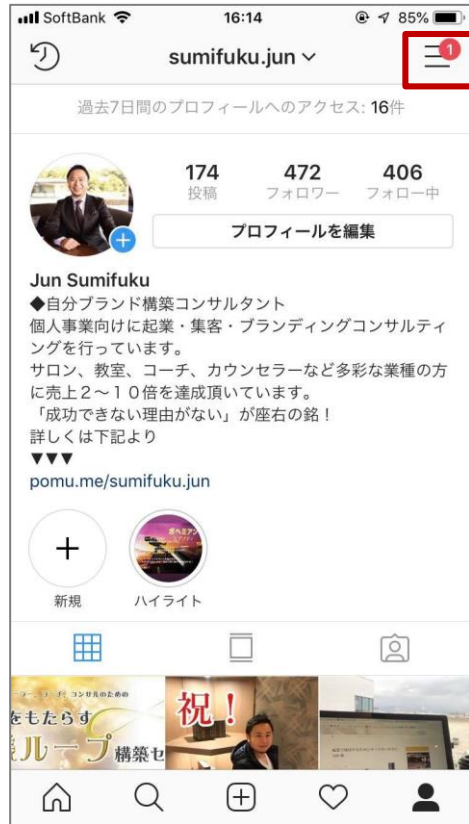 SoftBank 16:14 85%
sumifuku.jun
1
過去7日間のプロフィールへのアクセス: 16件
174 472 406
投稿 フォロワー フォロー中
プロフィールを編集
Jun Sumifuku
◆自分ブランド構築コンサルタント
個人事業向けに起業・集客・ブランディングコンサルティ
ングを行っています。
サロン、教室、コーチ、カウンセラーなど多彩な業種の方
に売上2〜10倍を達成頂いています。
「成功できない理由がない」が座右の銘！
詳しくは下記より
▼▼▼
pomu.me/sumifuku.jun
新規 ハイライト
をもたらす
ループ構築セ
祝！